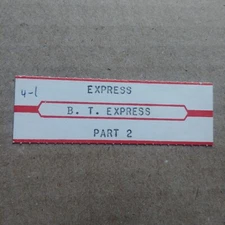 EXPRESS
4-1
B. T. EXPRESS
PART 2